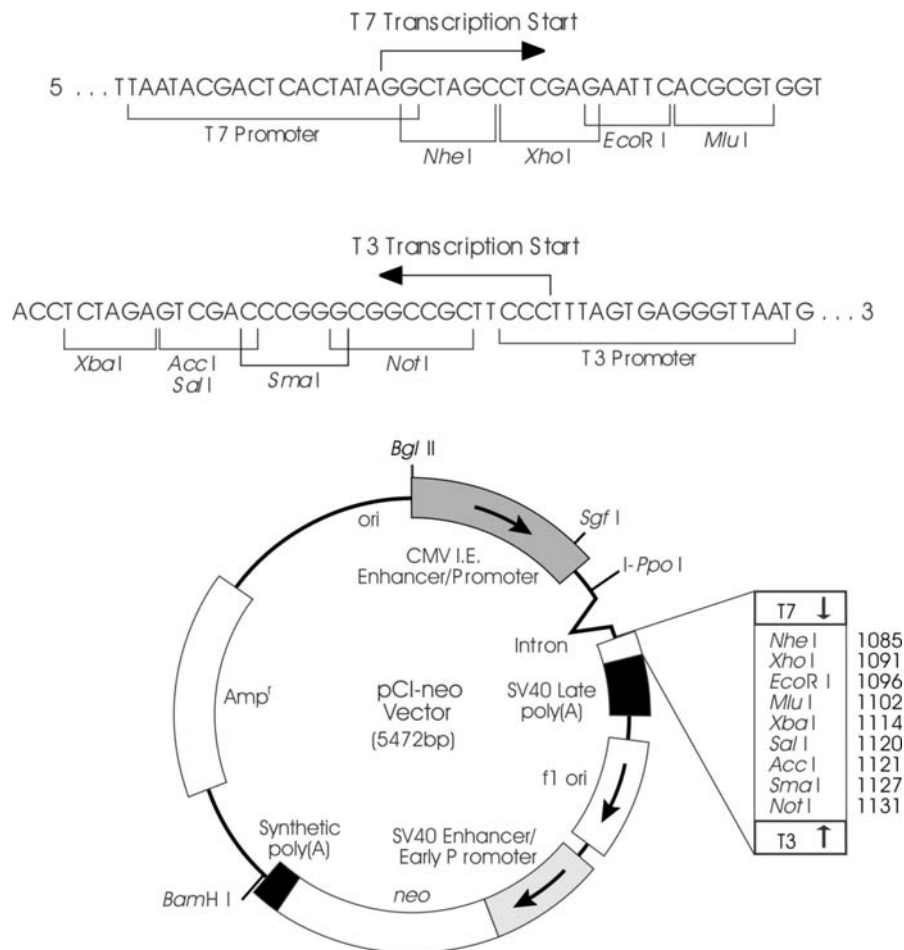 T7 Transcription Start
5 ... TTAATACGACTCACTATAGGCTAGCCTCGAGAATTCACGCGTGGT
T7 Promoter
Nhe I
Xho I
EcoR I
Mlu I
T3 Transcription Start
ACCTCTAGAGTCGACCCGGGCGGCCGCTTCCCTTTAGTGAGGGTTAATG ... 3
Xba I
Acc I
Sal I
Sma I
Not I
T3 Promoter
Bgl II
ori
Sgf I
CMV I.E.
Enhancer/Promoter
I-Ppo I
T7 ↓
Intron
Nhe I 1085
Xho I 1091
EcoR I 1096
Mlu I 1102
Xba I 1114
Sal I 1120
Acc I 1121
Sma I 1127
Not I 1131
T3 ↑
Ampr
pCI-neo
Vector
(5472bp)
SV40 Late
poly(A)
f1 ori
Synthetic
poly(A)
SV40 Enhancer/
Early Promoter
BamH I
neo